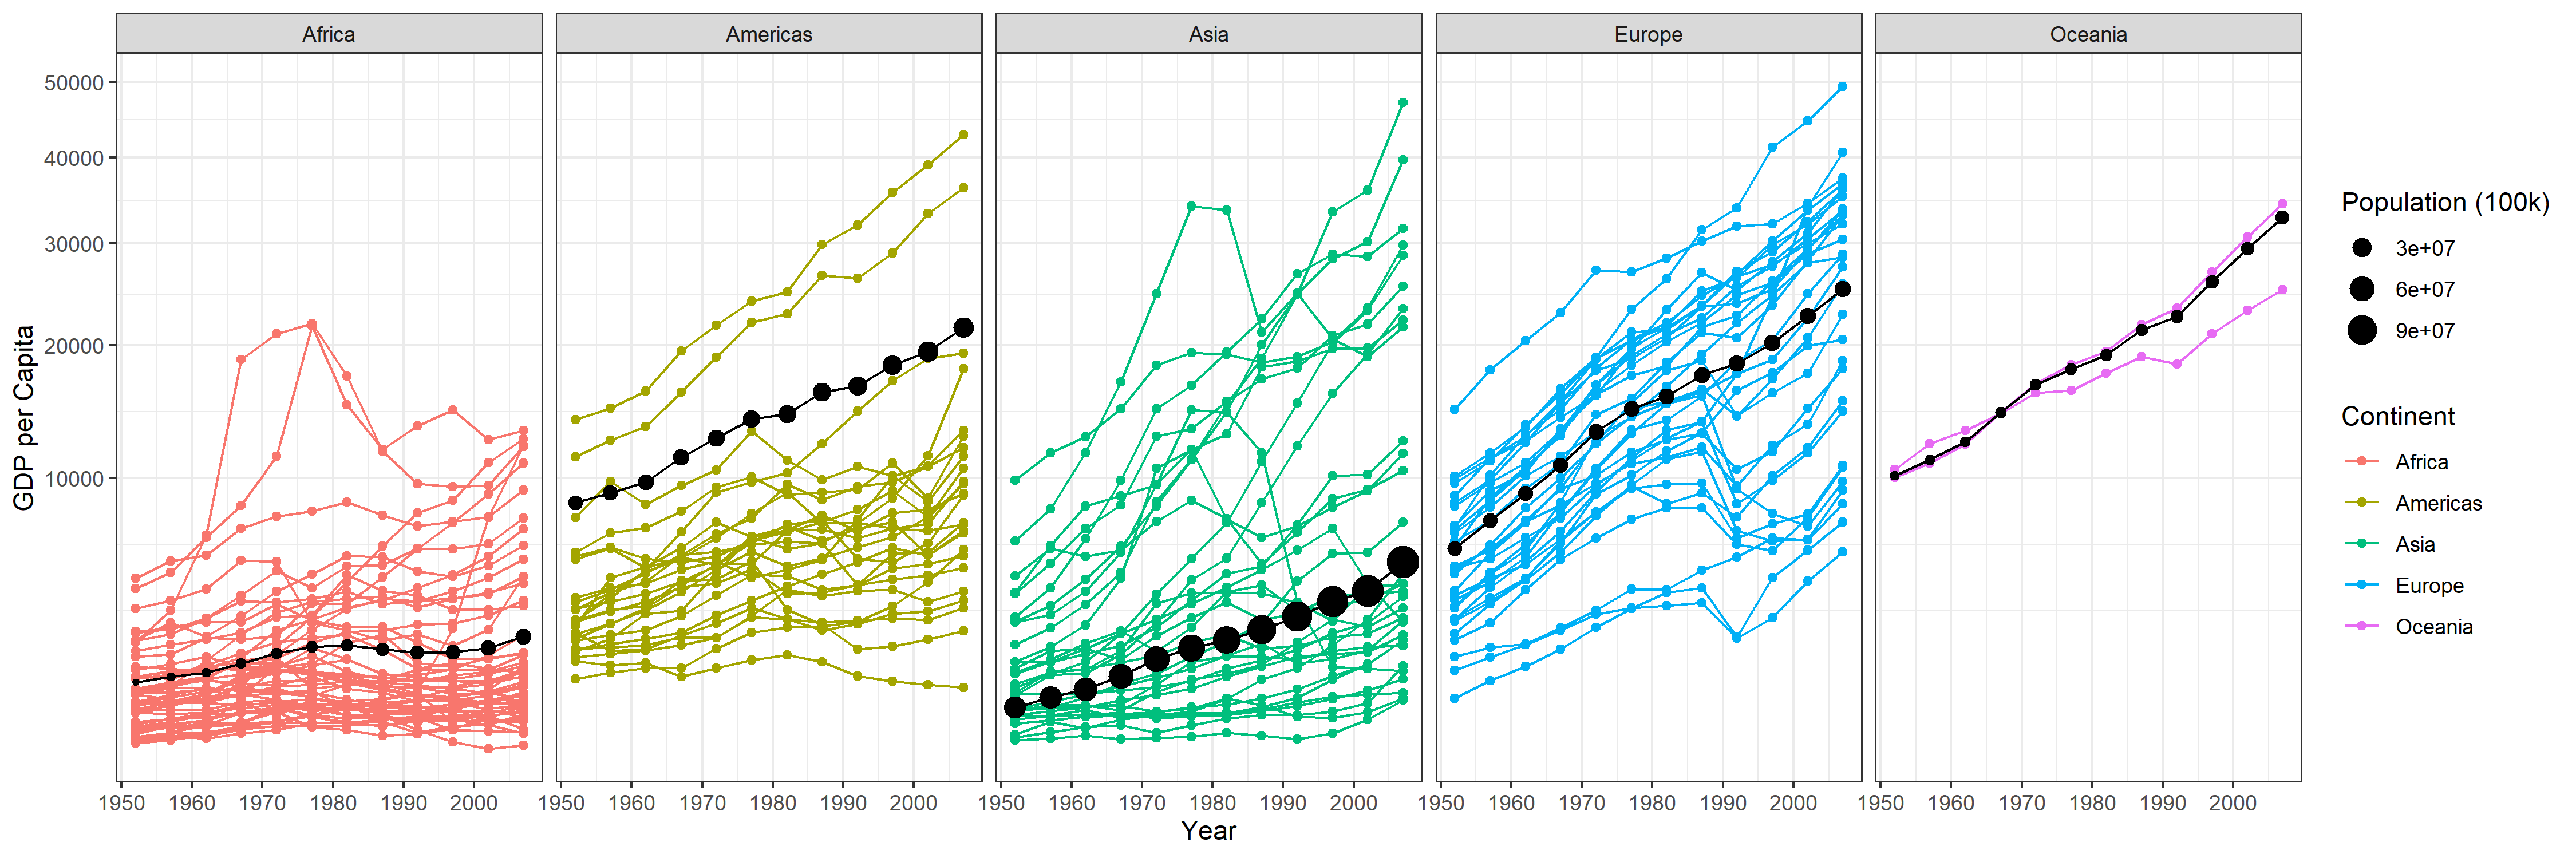 Africa Americas Asia Europe Oceania
GDP per Capita
50000
40000
30000
20000
10000
1950 1960 1970 1980 1990 2000 1950 1960 1970 1980 1990 2000 1950 1960 1970 1980 1990 2000 1950 1960 1970 1980 1990 2000 1950 1960 1970 1980 1990 2000
Year
Population (100k)
3e+07
6e+07
9e+07
Continent
Africa
Americas
Asia
Europe
Oceania